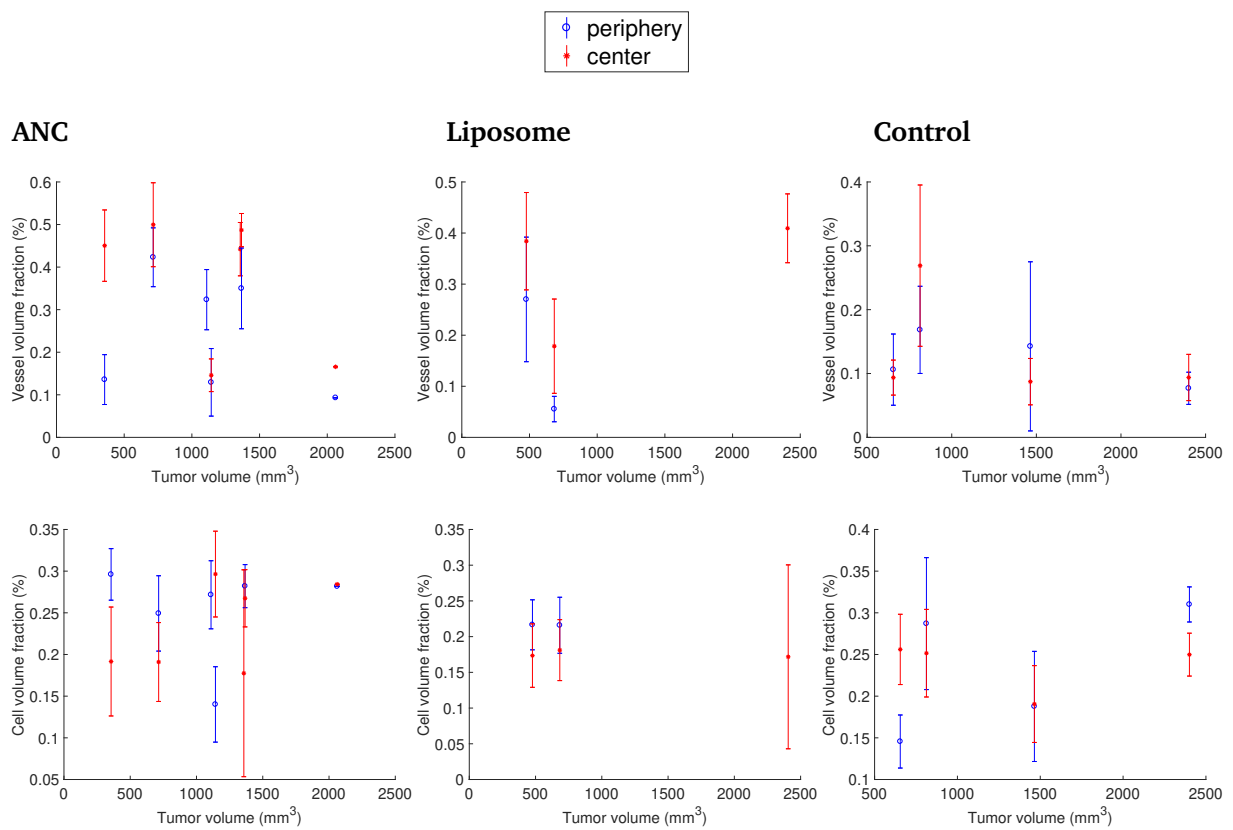 periphery
center
ANC
Liposome
Control
Vessel volume fraction (%)
0.6
0.5
0.4
0.3
0.2
0.1
0
0 500 1000 1500 2000 2500
Tumor volume (mm³)
Vessel volume fraction (%)
0.5
0.4
0.3
0.2
0.1
0
0 500 1000 1500 2000 2500
Tumor volume (mm³)
Vessel volume fraction (%)
0.4
0.3
0.2
0.1
0
500 1000 1500 2000 2500
Tumor volume (mm³)
Cell volume fraction (%)
0.35
0.3
0.25
0.2
0.15
0.1
0.05
0 500 1000 1500 2000 2500
Tumor volume (mm³)
Cell volume fraction (%)
0.35
0.3
0.25
0.2
0.15
0.1
0.05
0
0 500 1000 1500 2000 2500
Tumor volume (mm³)
Cell volume fraction (%)
0.4
0.35
0.3
0.25
0.2
0.15
0.1
500 1000 1500 2000 2500
Tumor volume (mm³)